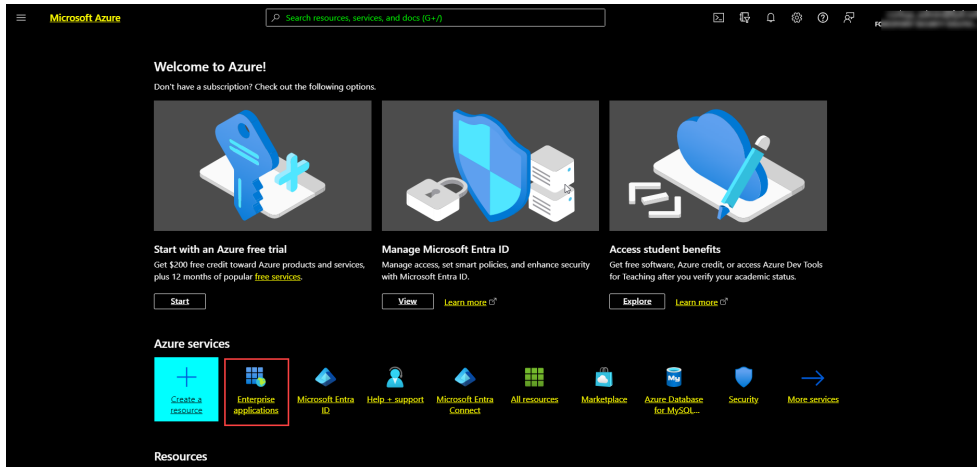 Microsoft Azure
Search resources, services, and docs (G+/)
Welcome to Azure!
Don't have a subscription? Check out the following options.
Start with an Azure free trial
Get $200 free credit toward Azure products and services,
plus 12 months of popular free services.
Start
Manage Microsoft Entra ID
Manage access, set smart policies, and enhance security
with Microsoft Entra ID.
View
Learn more
Access student benefits
Get free software, Azure credit, or access Azure Dev Tools
for Teaching after you verify your academic status.
Explore
Learn more
Azure services
Create a
resource
Enterprise
applications
Microsoft Entra
ID
Help + support
Microsoft Entra
Connect
All resources
Marketplace
My
Azure Database
for MySQL...
Security
More services
Resources